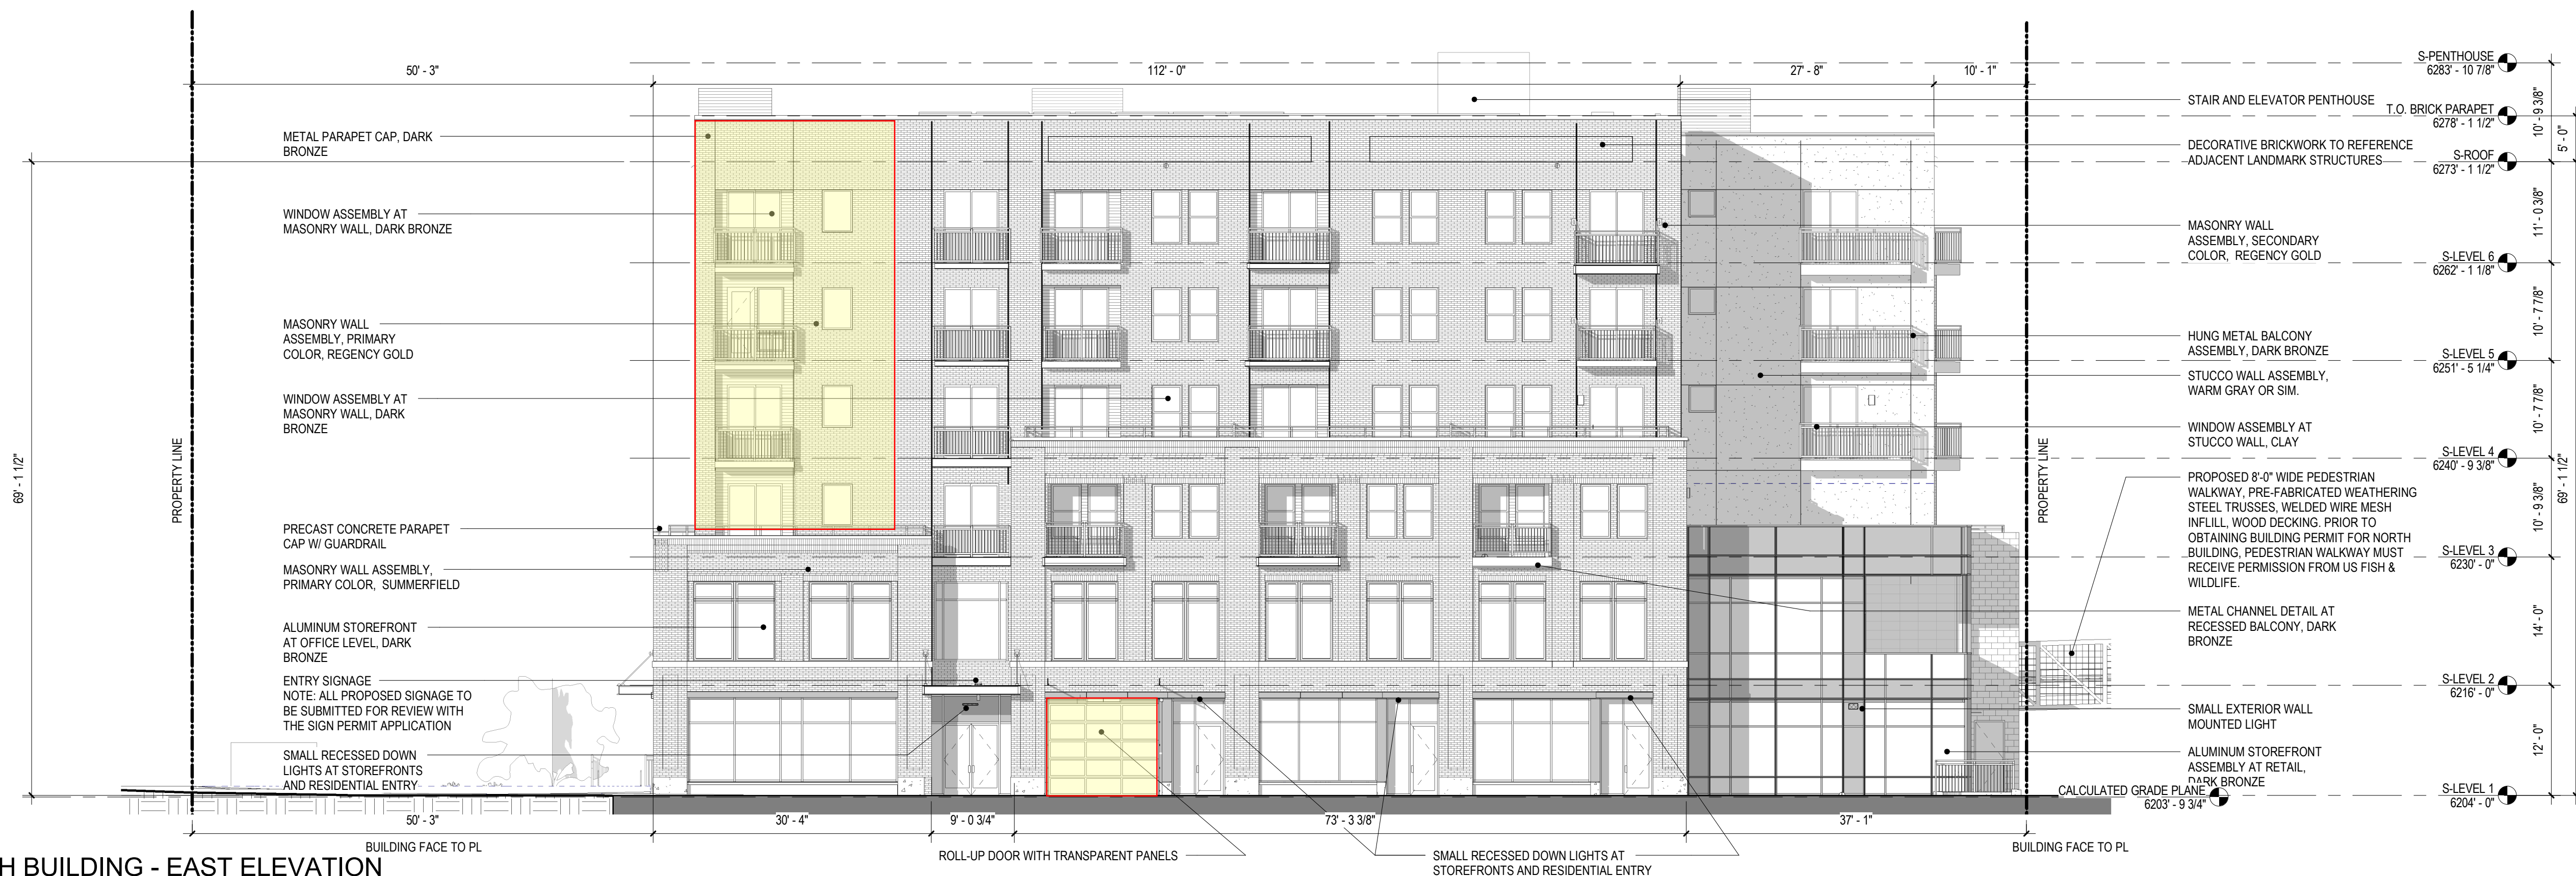 50' - 3"
112' - 0"
27' - 8"
10' - 1"
METAL PARAPET CAP, DARK
BRONZE
WINDOW ASSEMBLY AT
MASONRY WALL, DARK BRONZE
MASONRY WALL
ASSEMBLY, PRIMARY
COLOR, REGENCY GOLD
WINDOW ASSEMBLY AT
MASONRY WALL, DARK
BRONZE
69' - 1 1/2"
PROPERTY LINE
PRECAST CONCRETE PARAPET
CAP W/ GUARDRAIL
MASONRY WALL ASSEMBLY,
PRIMARY COLOR, SUMMERFIELD
ALUMINUM STOREFRONT
AT OFFICE LEVEL, DARK
BRONZE
ENTRY SIGNAGE
NOTE: ALL PROPOSED SIGNAGE TO
BE SUBMITTED FOR REVIEW WITH
THE SIGN PERMIT APPLICATION
SMALL RECESSED DOWN
LIGHTS AT STOREFRONTS
AND RESIDENTIAL ENTRY
STAIR AND ELEVATOR PENTHOUSE
DECORATIVE BRICKWORK TO REFERENCE
ADJACENT LANDMARK STRUCTURES
MASONRY WALL
ASSEMBLY, SECONDARY
COLOR, REGENCY GOLD
HUNG METAL BALCONY
ASSEMBLY, DARK BRONZE
STUCCO WALL ASSEMBLY,
WARM GRAY OR SIM.
WINDOW ASSEMBLY AT
STUCCO WALL, CLAY
PROPERTY LINE
PROPOSED 8'-0" WIDE PEDESTRIAN
WALKWAY, PRE-FABRICATED WEATHERING
STEEL TRUSSES, WELDED WIRE MESH
INFLILL, WOOD DECKING. PRIOR TO
OBTAINING BUILDING PERMIT FOR NORTH
BUILDING, PEDESTRIAN WALKWAY MUST
RECEIVE PERMISSION FROM US FISH &
WILDLIFE.
METAL CHANNEL DETAIL AT
RECESSED BALCONY, DARK
BRONZE
SMALL EXTERIOR WALL
MOUNTED LIGHT
ALUMINUM STOREFRONT
ASSEMBLY AT RETAIL,
DARK BRONZE
CALCULATED GRADE PLANE
6203' - 9 3/4"
S-PENTHOUSE
6283' - 10 7/8"
T.O. BRICK PARAPET
6278' - 1 1/2"
S-ROOF
6273' - 1 1/2"
S-LEVEL 6
6262' - 1 1/8"
S-LEVEL 5
6251' - 5 1/4"
S-LEVEL 4
6240' - 9 3/8"
S-LEVEL 3
6230' - 0"
S-LEVEL 2
6216' - 0"
S-LEVEL 1
6204' - 0"
10' - 9 3/8"
5' - 0"
11' - 0 3/8"
10' - 7 7/8"
10' - 7 7/8"
10' - 9 3/8"
69' - 1 1/2"
14' - 0"
12' - 0"
50' - 3"
30' - 4"
9' - 0 3/4"
73' - 3 3/8"
37' - 1"
BUILDING FACE TO PL
ROLL-UP DOOR WITH TRANSPARENT PANELS
SMALL RECESSED DOWN LIGHTS AT
STOREFRONTS AND RESIDENTIAL ENTRY
BUILDING FACE TO PL
H BUILDING - EAST ELEVATION